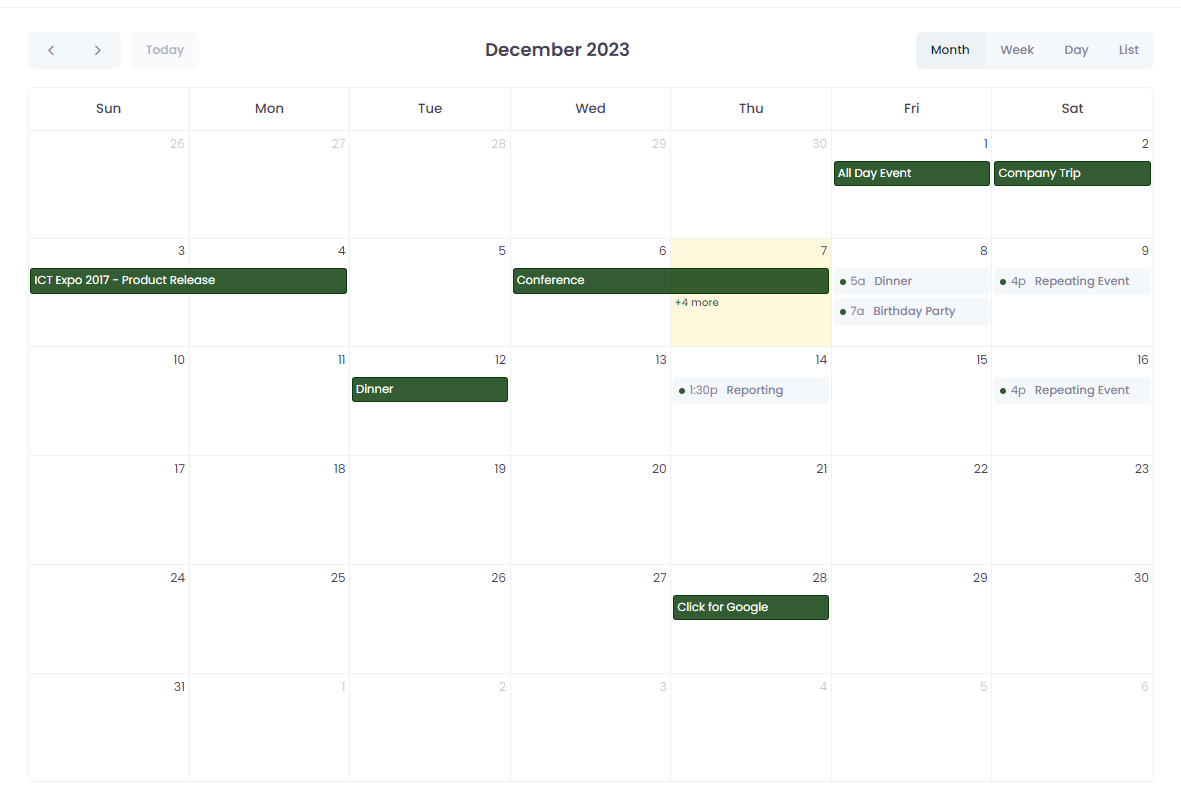 Today
December 2023
Month Week Day List
Sun Mon Tue Wed Thu Fri Sat
26 27 28 29 30 1 2
All Day Event Company Trip
3 4 5 6 7 8 9
ICT Expo 2017 - Product Release Conference 5a Dinner 4p Repeating Event
+4 more 7a Birthday Party
10 11 12 13 14 15 16
Dinner 1:30p Reporting 4p Repeating Event
17 18 19 20 21 22 23
24 25 26 27 28 29 30
Click for Google
31 1 2 3 4 5 6